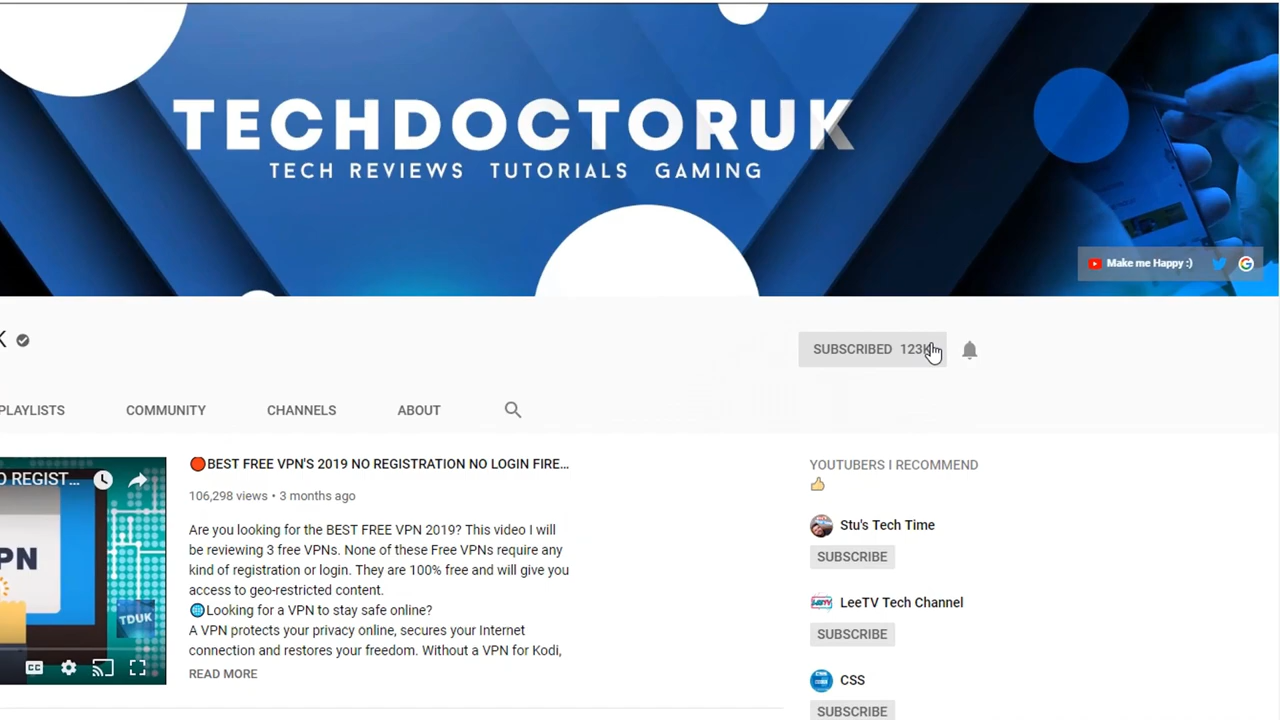 TECHDOCTORUK
TECH REVIEWS TUTORIALS GAMING
Make me Happy :)
K
SUBSCRIBED 123K
PLAYLISTS COMMUNITY CHANNELS ABOUT
O REGIST...
PN
TDUK
CC
🔴BEST FREE VPN'S 2019 NO REGISTRATION NO LOGIN FIRE...
106,298 views • 3 months ago
Are you looking for the BEST FREE VPN 2019? This video I will
be reviewing 3 free VPNs. None of these Free VPNs require any
kind of registration or login. They are 100% free and will give you
access to geo-restricted content.
🌐Looking for a VPN to stay safe online?
A VPN protects your privacy online, secures your Internet
connection and restores your freedom. Without a VPN for Kodi,
READ MORE
YOUTUBERS I RECOMMEND
👍
Stu's Tech Time
SUBSCRIBE
LeeTV Tech Channel
SUBSCRIBE
CSS
SUBSCRIBE